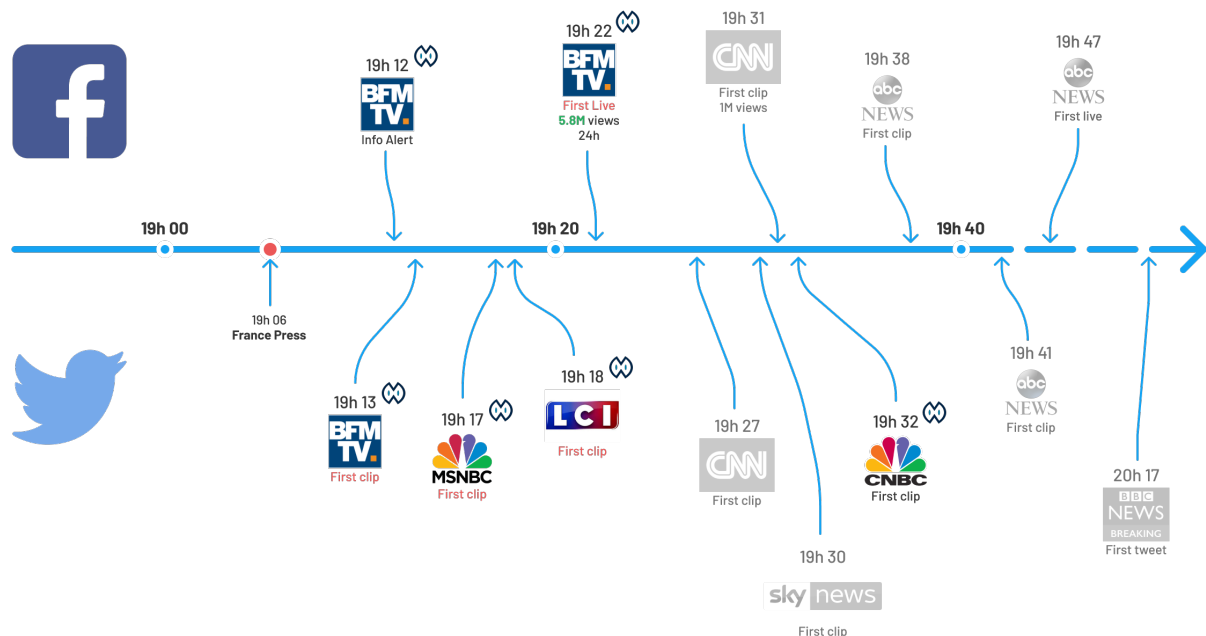 19h 12
BFM
TV.
Info Alert
19h 22
BFM
TV.
First Live
5.8M views
24h
19h 31
CNN
First clip
1M views
19h 38
abc
NEWS
First clip
19h 47
abc
NEWS
First live
19h 00
19h 20
19h 40
19h 06
France Press
19h 13
BFM
TV.
First clip
19h 17
MSNBC
First clip
19h 18
LCI
First clip
19h 27
CNN
First clip
19h 30
sky news
First clip
19h 32
CNBC
First clip
19h 41
abc
NEWS
First clip
20h 17
BBC
NEWS
BREAKING
First tweet